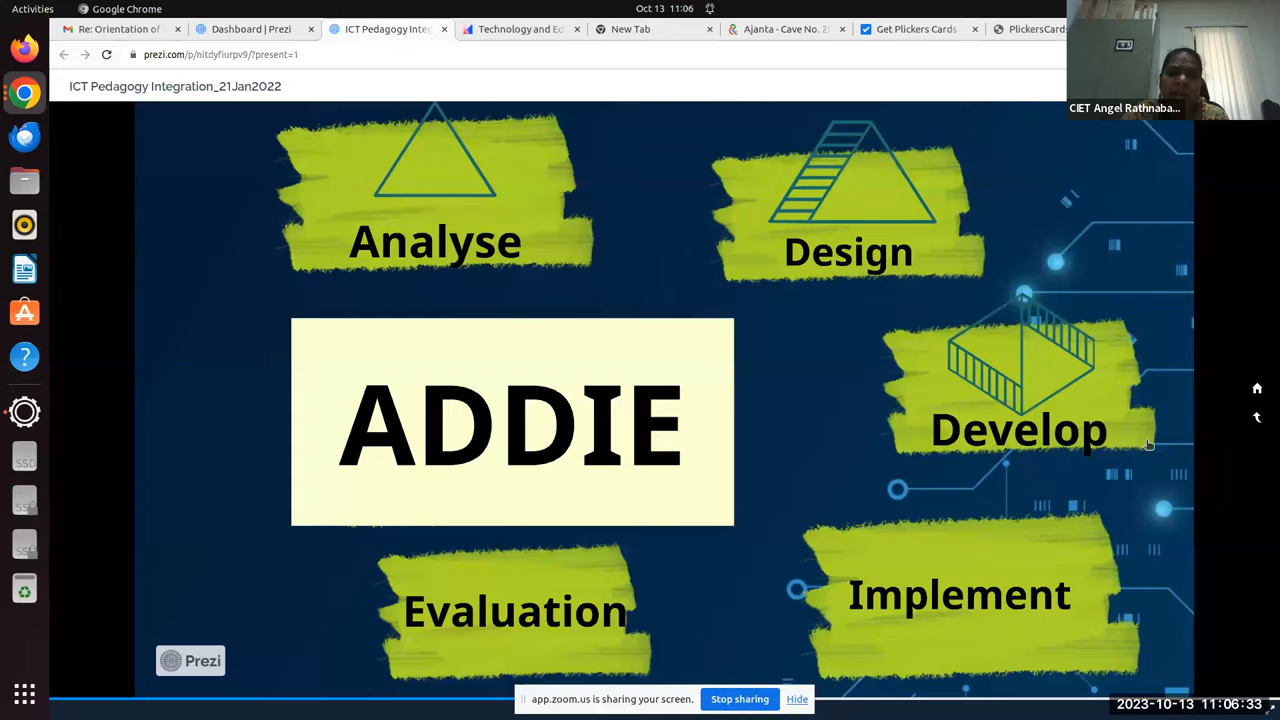 Activities
Google Chrome
Oct 13 11:06
Re: Orientation of
Dashboard | Prezi
ICT Pedagogy Integ
Technology and Ed
New Tab
Ajanta - Cave No. 2
Get Plickers Cards
PlickersCards
prezi.com/p/nitdyfiurpv9/?present=1
ICT Pedagogy Integration_21Jan2022
CIET Angel Rathnaba...
Analyse
Design
ADDIE
Develop
Evaluation
Implement
Prezi
SSD
app.zoom.us is sharing your screen.
Stop sharing
Hide
2023-10-13 11:06:33